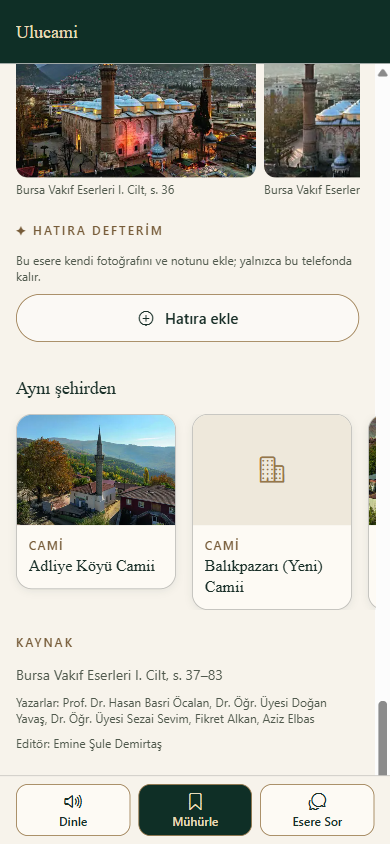 Ulucami
Bursa Vakıf Eserleri I. Cilt, s. 36
Bursa Vakıf Eserler
✦ HATIRA DEFTERİM
Bu esere kendi fotoğrafını ve notunu ekle; yalnızca bu telefonda
kalır.
Hatıra ekle
Aynı şehirden
CAMİ
Adliye Köyü Camii
CAMİ
Balıkpazarı (Yeni)
Camii
KAYNAK
Bursa Vakıf Eserleri I. Cilt, s. 37–83
Yazarlar: Prof. Dr. Hasan Basri Öcalan, Dr. Öğr. Üyesi Doğan
Yavaş, Dr. Öğr. Üyesi Sezai Sevim, Fikret Alkan, Aziz Elbas
Editör: Emine Şule Demirtaş
Dinle
Mühürle
Esere Sor